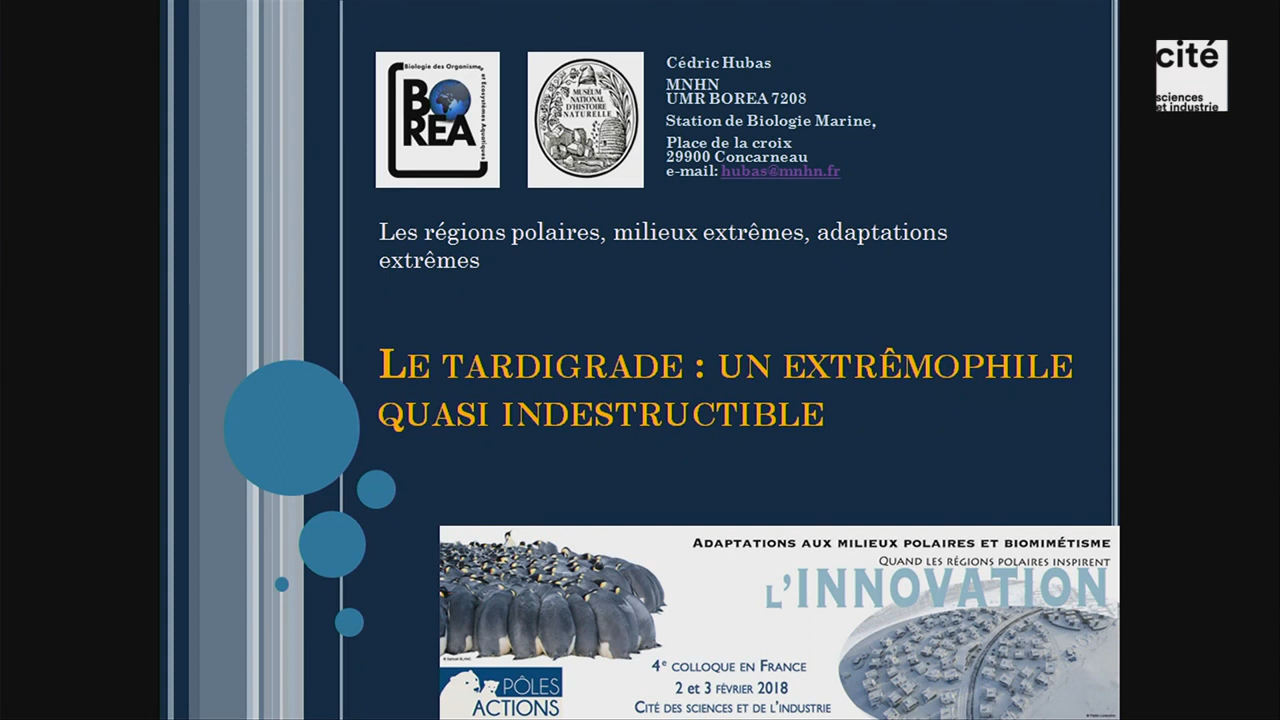 Biologie des Organismes et Ecosystèmes Aquatiques
BOREA
MUSÉUM
NATIONAL
D'HISTOIRE
NATURELLE
Cédric Hubas
MNHN
UMR BOREA 7208
Station de Biologie Marine,
Place de la croix
29900 Concarneau
e-mail: hubas@mnhn.fr
cité
sciences
et industrie
Les régions polaires, milieux extrêmes, adaptations
extrêmes
LE TARDIGRADE : UN EXTRÊMOPHILE
QUASI INDESTRUCTIBLE
ADAPTATIONS AUX MILIEUX POLAIRES ET BIOMIMÉTISME
QUAND LES RÉGIONS POLAIRES INSPIRENT
L'INNOVATION
4e COLLOQUE EN FRANCE
2 et 3 FÉVRIER 2018
CITÉ DES SCIENCES ET DE L'INDUSTRIE
PÔLES
ACTIONS